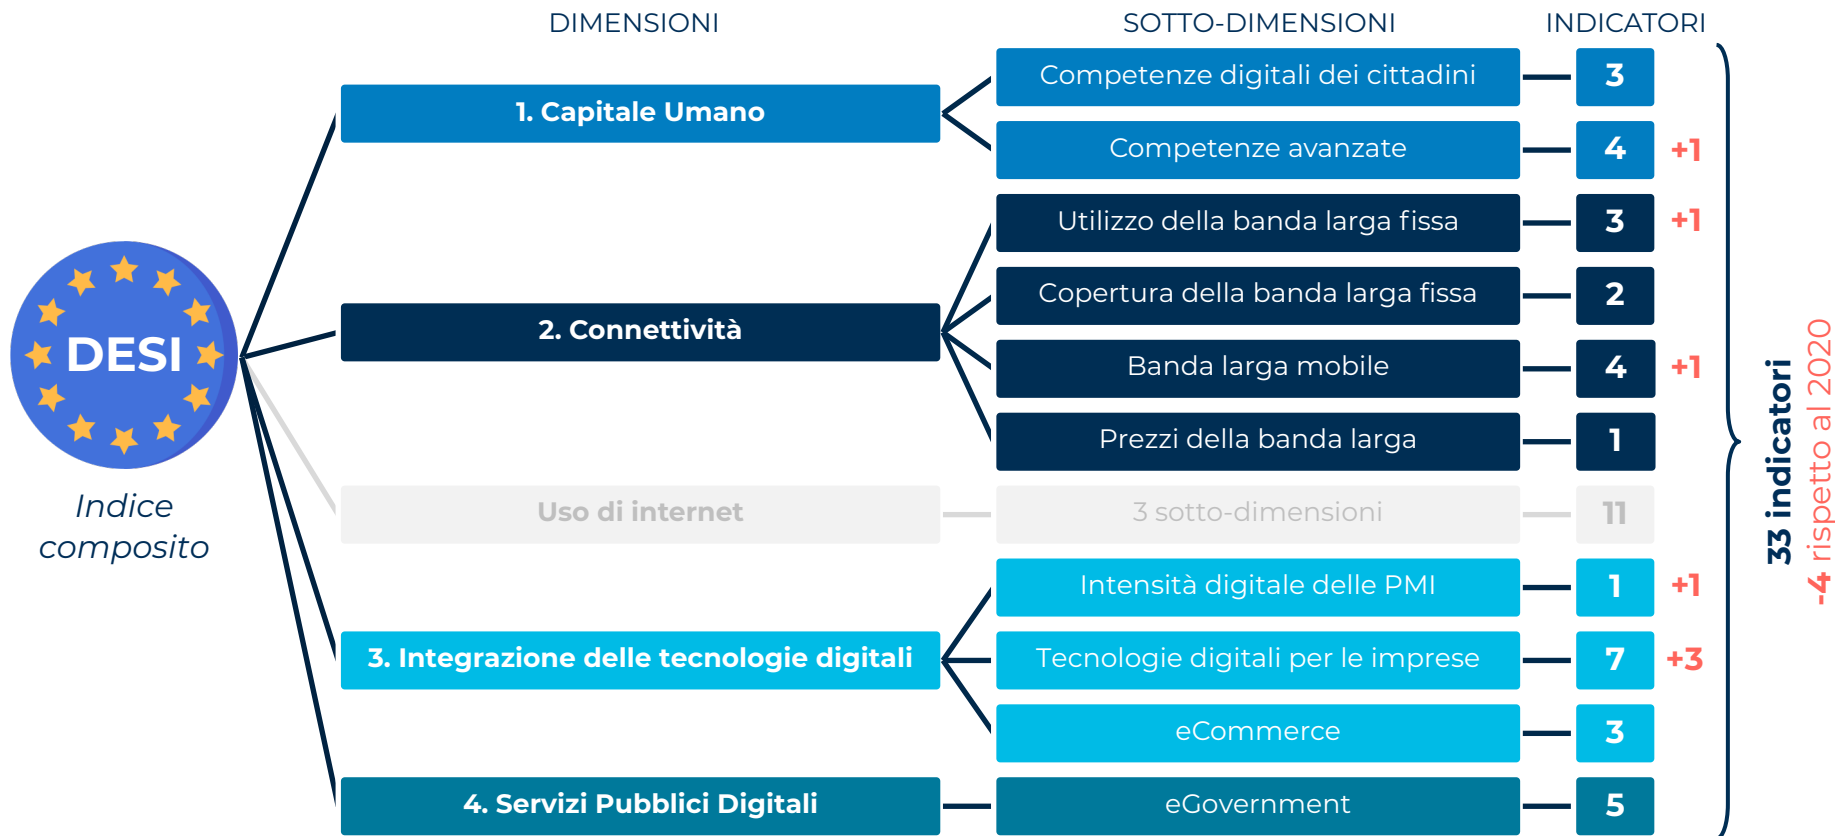 DIMENSIONI
SOTTO-DIMENSIONI
INDICATORI
DESI
Indice
composito
1. Capitale Umano
Competenze digitali dei cittadini
3
Competenze avanzate
4
+1
2. Connettività
Utilizzo della banda larga fissa
3
+1
Copertura della banda larga fissa
2
Banda larga mobile
4
+1
Prezzi della banda larga
1
Uso di internet
3 sotto-dimensioni
11
3. Integrazione delle tecnologie digitali
Intensità digitale delle PMI
1
+1
Tecnologie digitali per le imprese
7
+3
eCommerce
3
4. Servizi Pubblici Digitali
eGovernment
5
33 indicatori
-4 rispetto al 2020